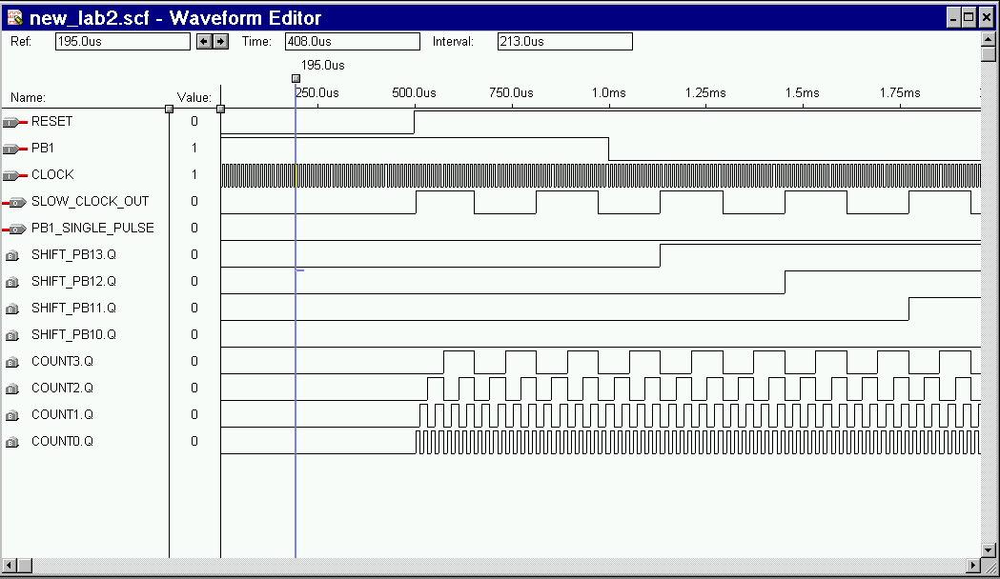 new_lab2.scf - Waveform Editor
Ref: 195.0us Time: 408.0us Interval: 213.0us
195.0us
Name: Value: 250.0us 500.0us 750.0us 1.0ms 1.25ms 1.5ms 1.75ms
RESET 0
PB1 1
CLOCK 1
SLOW_CLOCK_OUT 0
PB1_SINGLE_PULSE 0
SHIFT_PB13.Q 0
SHIFT_PB12.Q 0
SHIFT_PB11.Q 0
SHIFT_PB10.Q 0
COUNT3.Q 0
COUNT2.Q 0
COUNT1.Q 0
COUNT0.Q 0